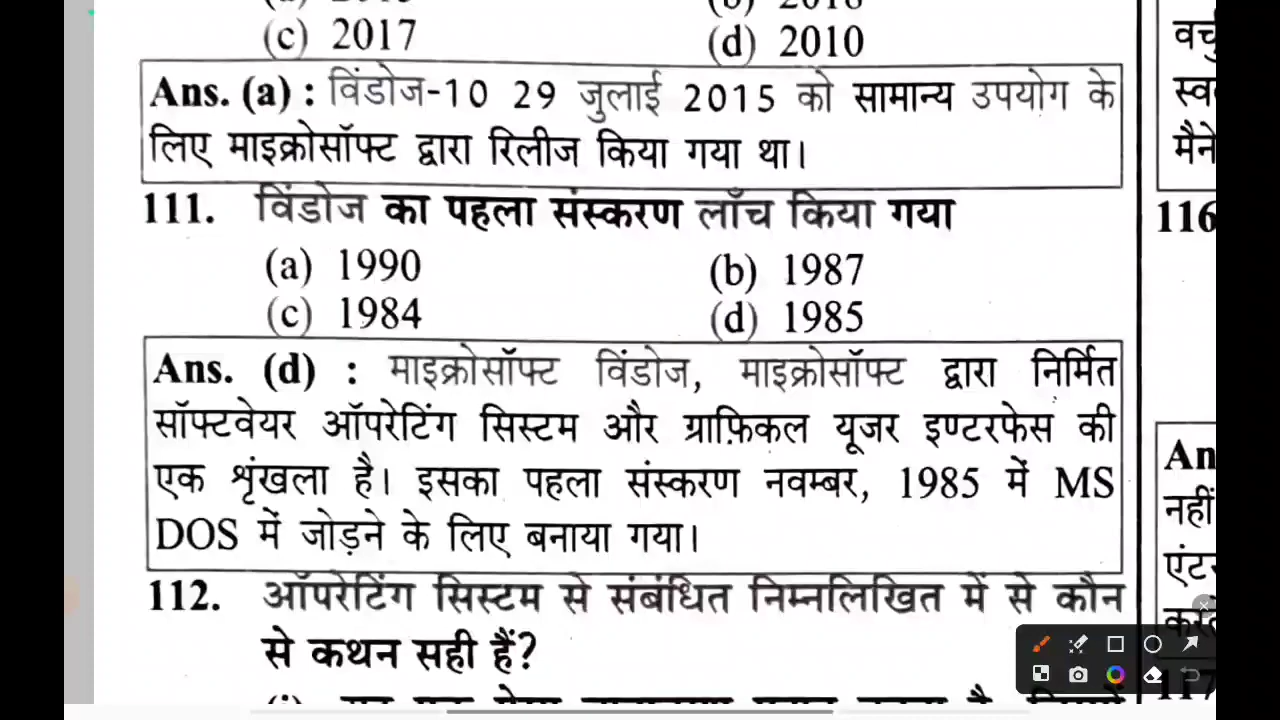 (c) 2017 (d) 2010
Ans. (a) : विंडोज-10 29 जुलाई 2015 को सामान्य उपयोग के
लिए माइक्रोसॉफ्ट द्वारा रिलीज किया गया था।
111. विंडोज का पहला संस्करण लॉंच किया गया
(a) 1990 (b) 1987
(c) 1984 (d) 1985
Ans. (d) : माइक्रोसॉफ्ट विंडोज, माइक्रोसॉफ्ट द्वारा निर्मित
सॉफ्टवेयर ऑपरेटिंग सिस्टम और ग्राफ़िकल यूजर इण्टरफेस की
एक श्रृंखला है। इसका पहला संस्करण नवम्बर, 1985 में MS
DOS में जोड़ने के लिए बनाया गया।
112. ऑपरेटिंग सिस्टम से संबंधित निम्नलिखित में से कौन
से कथन सही हैं?
116
An
नहीं
117